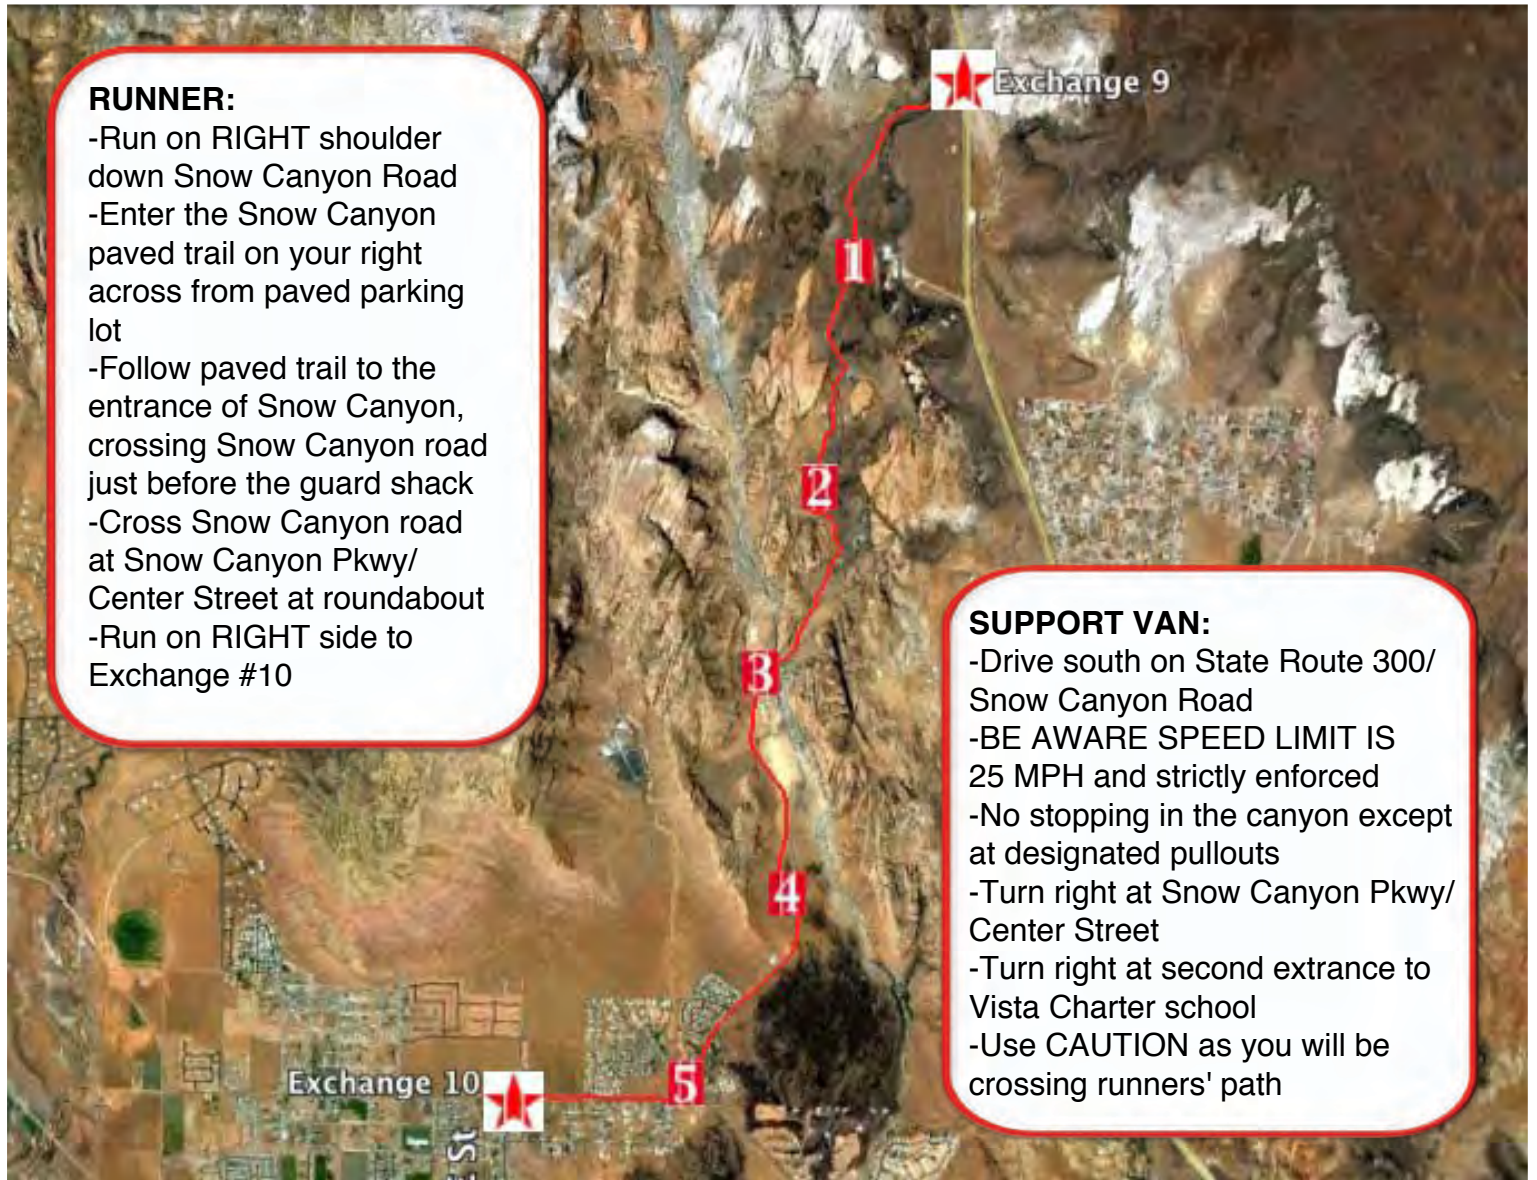 RUNNER:
-Run on RIGHT shoulder
down Snow Canyon Road
-Enter the Snow Canyon
paved trail on your right
across from paved parking
lot
-Follow paved trail to the
entrance of Snow Canyon,
crossing Snow Canyon road
just before the guard shack
-Cross Snow Canyon road
at Snow Canyon Pkwy/
Center Street at roundabout
-Run on RIGHT side to
Exchange #10
Exchange 9
1
2
3
4
5
Exchange 10
St
SUPPORT VAN:
-Drive south on State Route 300/
Snow Canyon Road
-BE AWARE SPEED LIMIT IS
25 MPH and strictly enforced
-No stopping in the canyon except
at designated pullouts
-Turn right at Snow Canyon Pkwy/
Center Street
-Turn right at second extrance to
Vista Charter school
-Use CAUTION as you will be
crossing runners' path